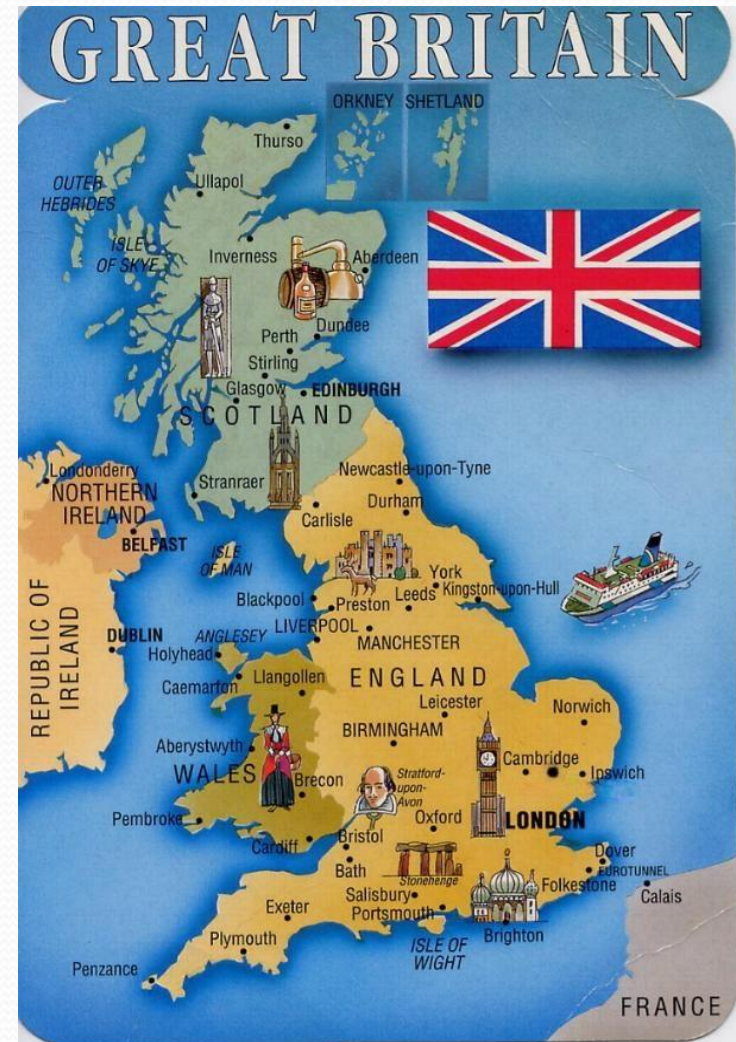 GREAT BRITAIN
ORKNEY
SHETLAND
Thurso
OUTER
HEBRIDES
Ullapol
ISLE
OF SKYE
Inverness
Aberdeen
Dundee
Perth
Stirling
Glasgow
EDINBURGH
SCOTLAND
Londonderry
NORTHERN
IRELAND
BELFAST
Stranraer
Newcastle-upon-Tyne
Durham
Carlisle
ISLE
OF MAN
York
Blackpool
Preston
Leeds
Kingston-upon-Hull
REPUBLIC OF
IRELAND
DUBLIN
ANGLESEY
LIVERPOOL
MANCHESTER
Holyhead
Caernarfon
Llangollen
ENGLAND
Leicester
Norwich
BIRMINGHAM
Aberystwyth
WALES
Brecon
Stratford-
upon-
Avon
Cambridge
Ipswich
Pembroke
Cardiff
Oxford
LONDON
Bristol
Bath
Stonehenge
Dover
EUROTUNNEL
Folkestone
Calais
Salisbury
Portsmouth
Exeter
Brighton
ISLE OF
WIGHT
Plymouth
Penzance
FRANCE